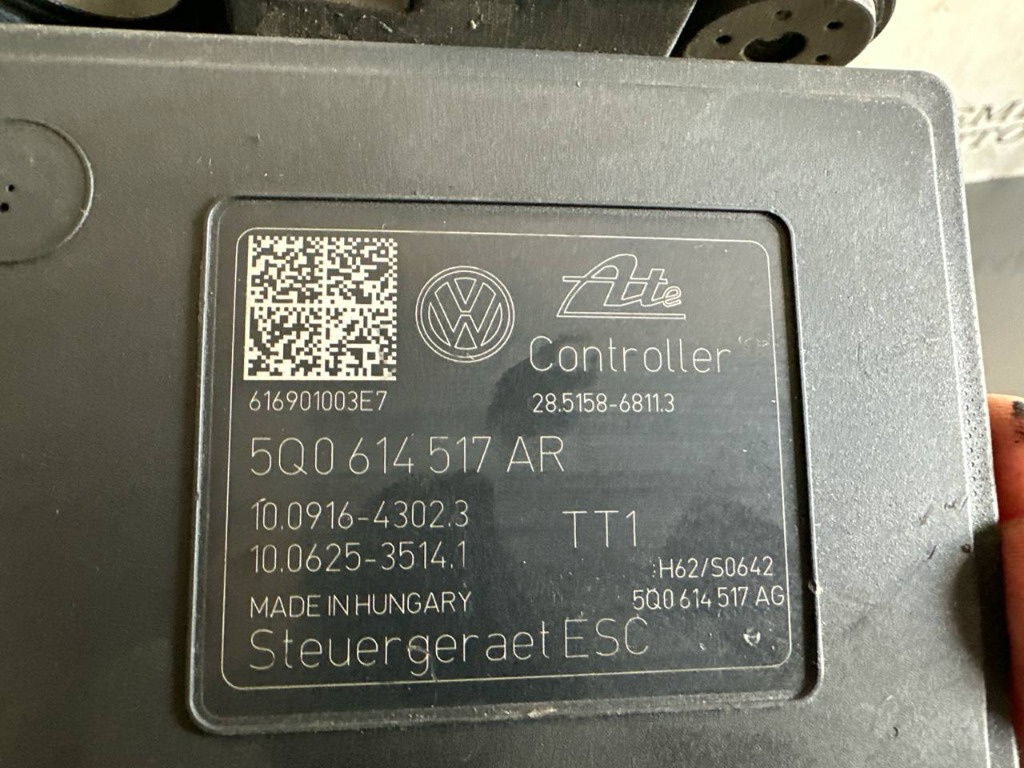 Ate
Controller
616901003E7
28.5158-6811.3
5Q0 614 517 AR
10.0916-4302.3
TT1
10.0625-3514.1
H62/S0642
MADE IN HUNGARY
5Q0 614 517 AG
Steuergeraet ESC